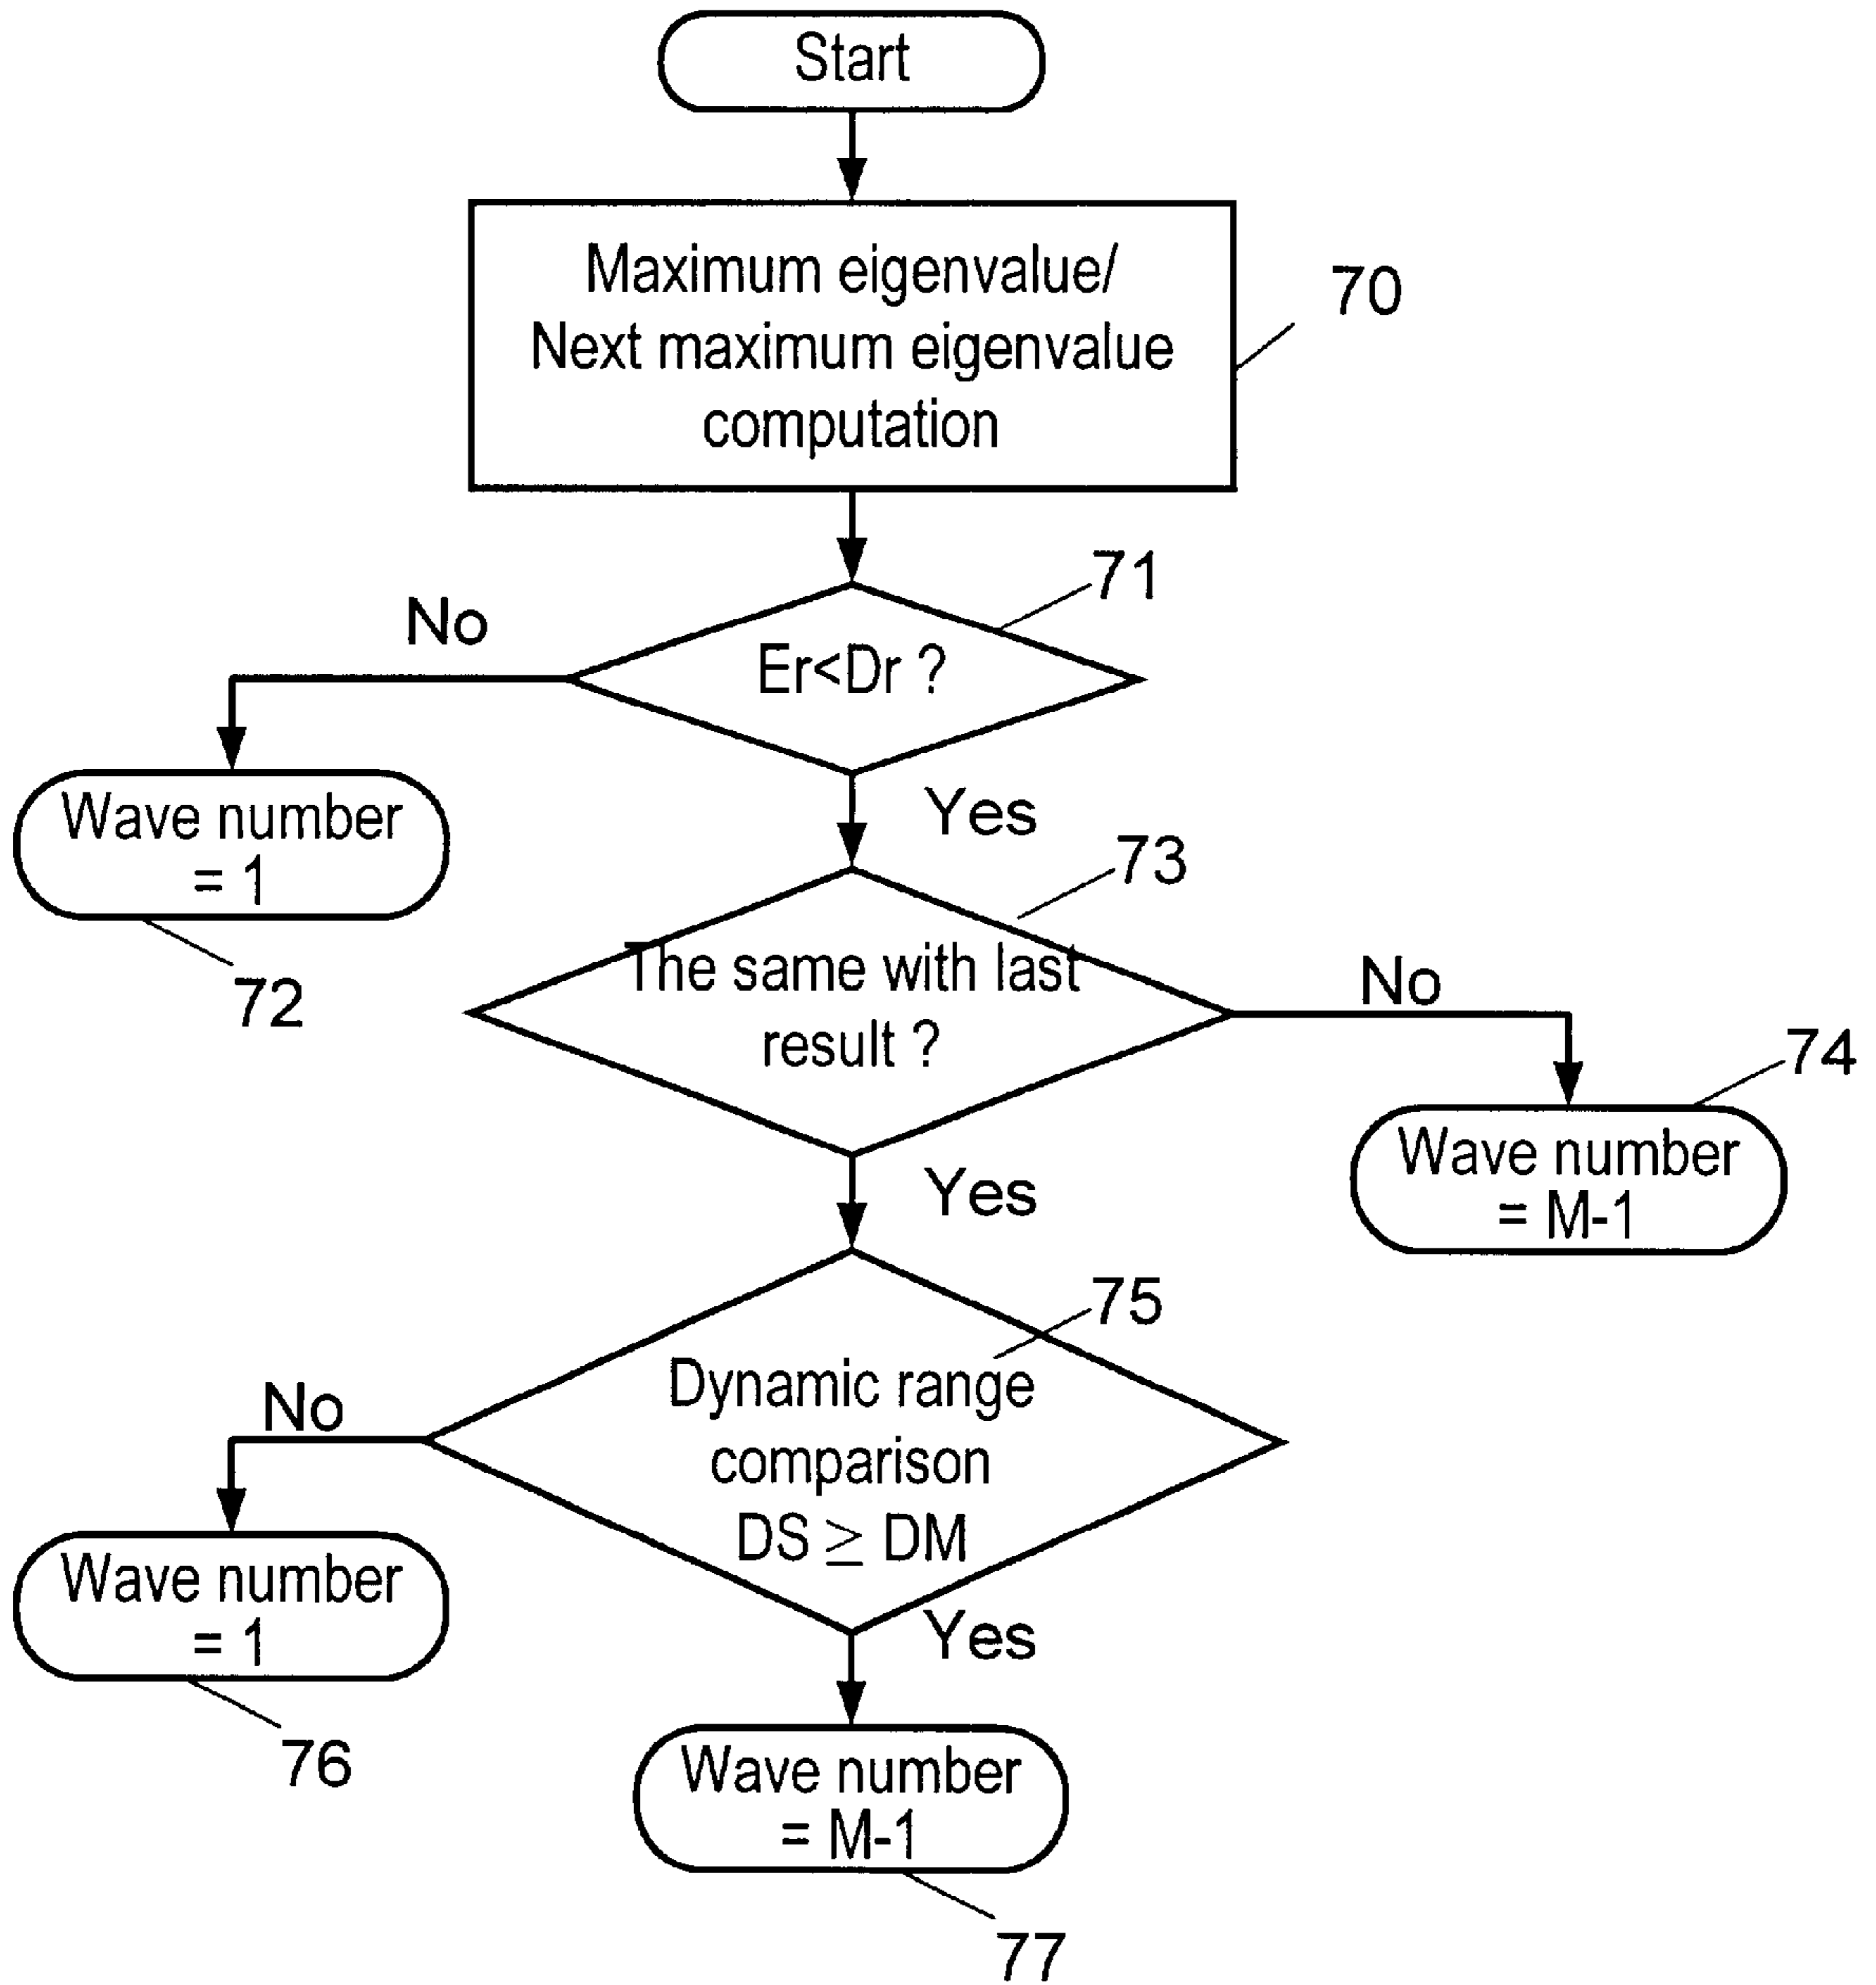 Start
Maximum eigenvalue/
Next maximum eigenvalue
computation
70
71
No
Er<Dr ?
Wave number
= 1
72
Yes
73
The same with last
result ?
No
74
Wave number
= M-1
Yes
75
Dynamic range
comparison
DS ≥ DM
No
Wave number
= 1
76
Yes
Wave number
= M-1
77